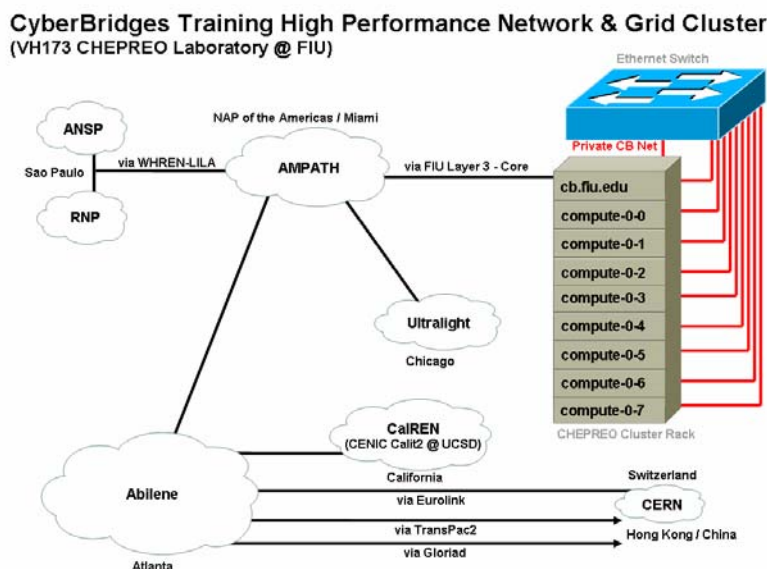 CyberBridges Training High Performance Network & Grid Cluster
(VH173 CHEPREO Laboratory @ FIU)
Ethernet Switch
NAP of the Americas / Miami
ANSP
Private CB Net
via WHREN-LILA
AMPATH
via FIU Layer 3 - Core
Sao Paulo
cb.fiu.edu
RNP
compute-0-0
compute-0-1
compute-0-2
compute-0-3
Ultralight
compute-0-4
Chicago
compute-0-5
compute-0-6
compute-0-7
CalREN
(CENIC Calit2 @ UCSD)
CHEPREO Cluster Rack
California
Switzerland
Abilene
via Eurolink
CERN
via TransPac2
Hong Kong / China
via Gloriad
Atlanta